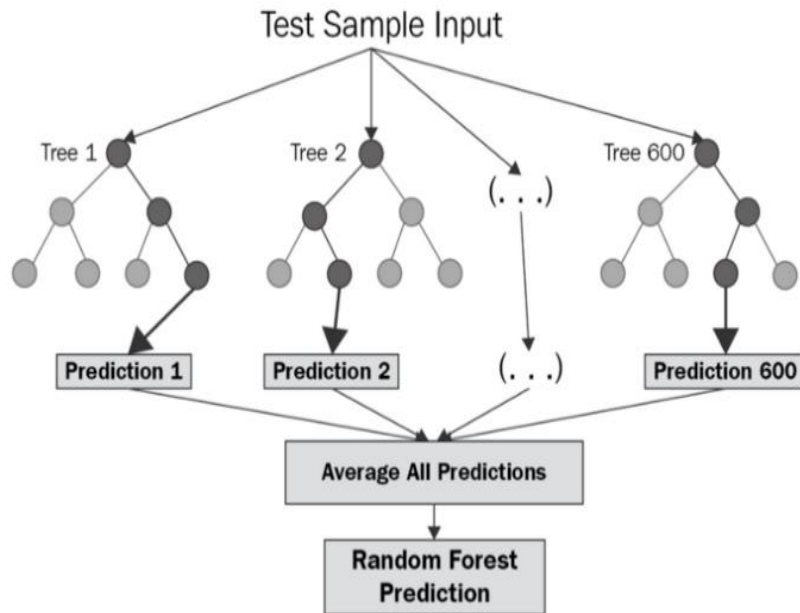 Test Sample Input
Tree 1
Tree 2
(. . .)
Tree 600
Prediction 1
Prediction 2
(. . .)
Prediction 600
Average All Predictions
Random Forest
Prediction